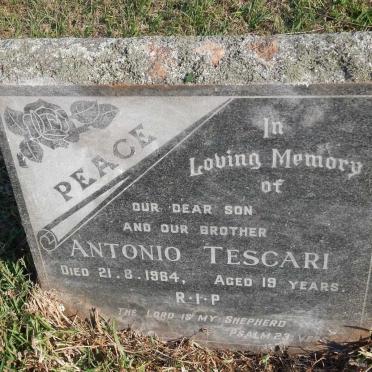 PEACE
In
Loving Memory
of
OUR DEAR SON
AND OUR BROTHER
ANTONIO TESCARI
DIED 21.8.1964, AGED 19 YEARS.
R.I.P
THE LORD IS MY SHEPHERD
PSALM 23